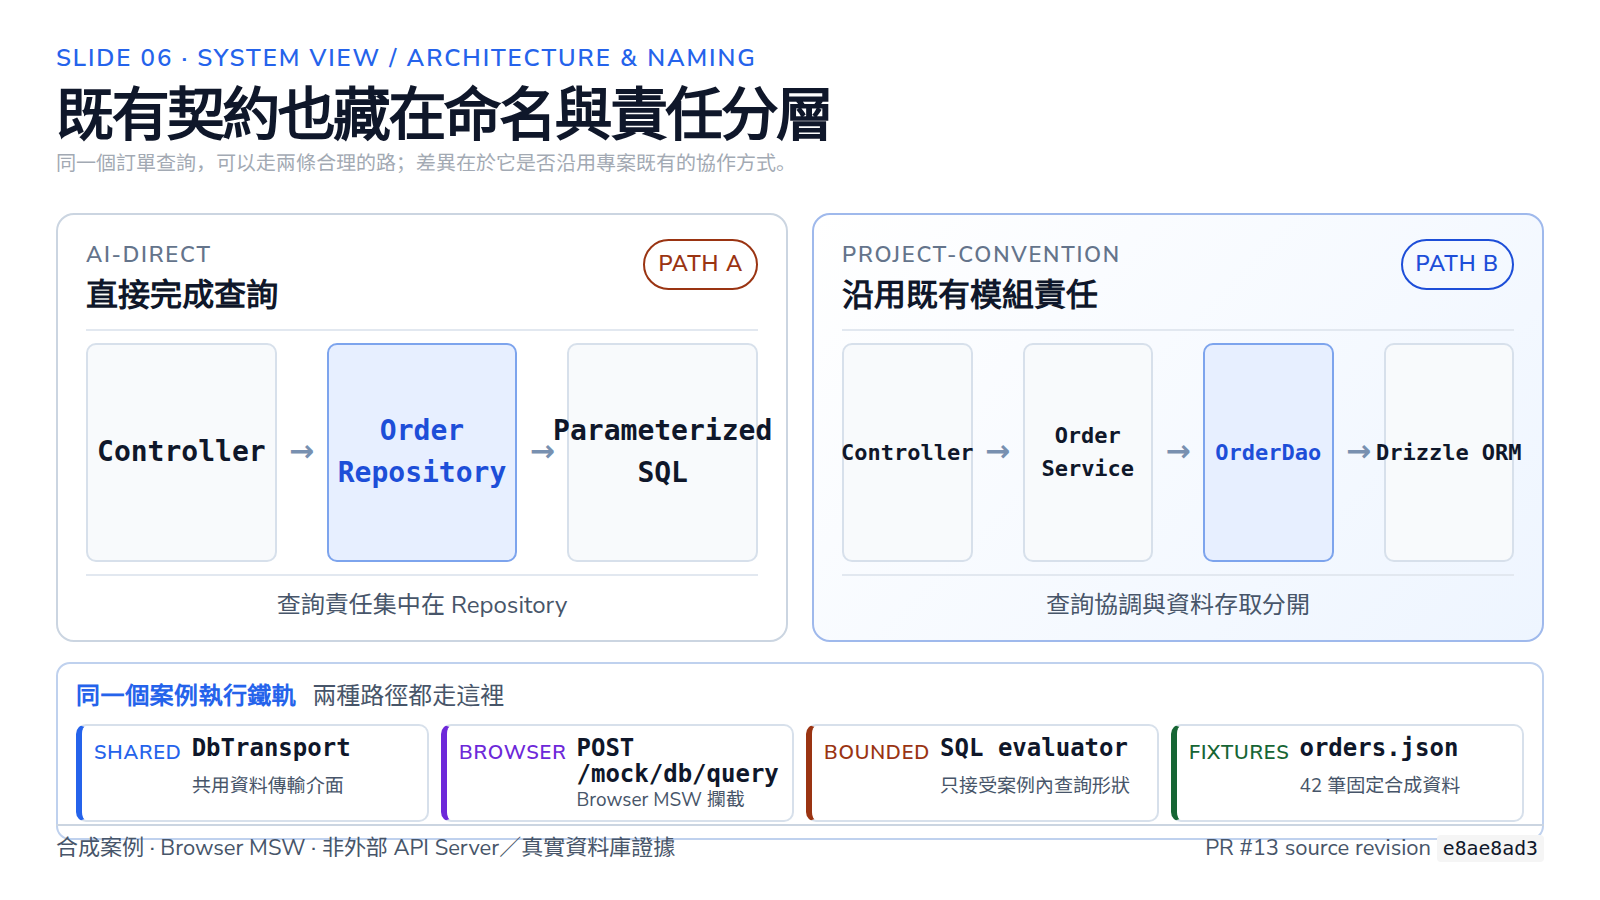 SLIDE 06 · SYSTEM VIEW / ARCHITECTURE & NAMING
既有契約也藏在命名與責任分層
同一個訂單查詢，可以走兩條合理的路；差異在於它是否沿用專案既有的協作方式。
AI-DIRECT
PATH A
直接完成查詢
Controller
→
Order
Repository
→
Parameterized
SQL
查詢責任集中在 Repository
PROJECT-CONVENTION
PATH B
沿用既有模組責任
Controller
→
Order
Service
→
OrderDao
→
Drizzle ORM
查詢協調與資料存取分開
同一個案例執行鐵軌 兩種路徑都走這裡
SHARED DbTransport
共用資料傳輸介面
BROWSER POST
/mock/db/query
Browser MSW 攔截
BOUNDED SQL evaluator
只接受案例內查詢形狀
FIXTURES orders.json
42 筆固定合成資料
合成案例 · Browser MSW · 非外部 API Server／真實資料庫證據
PR #13 source revision e8ae8ad3